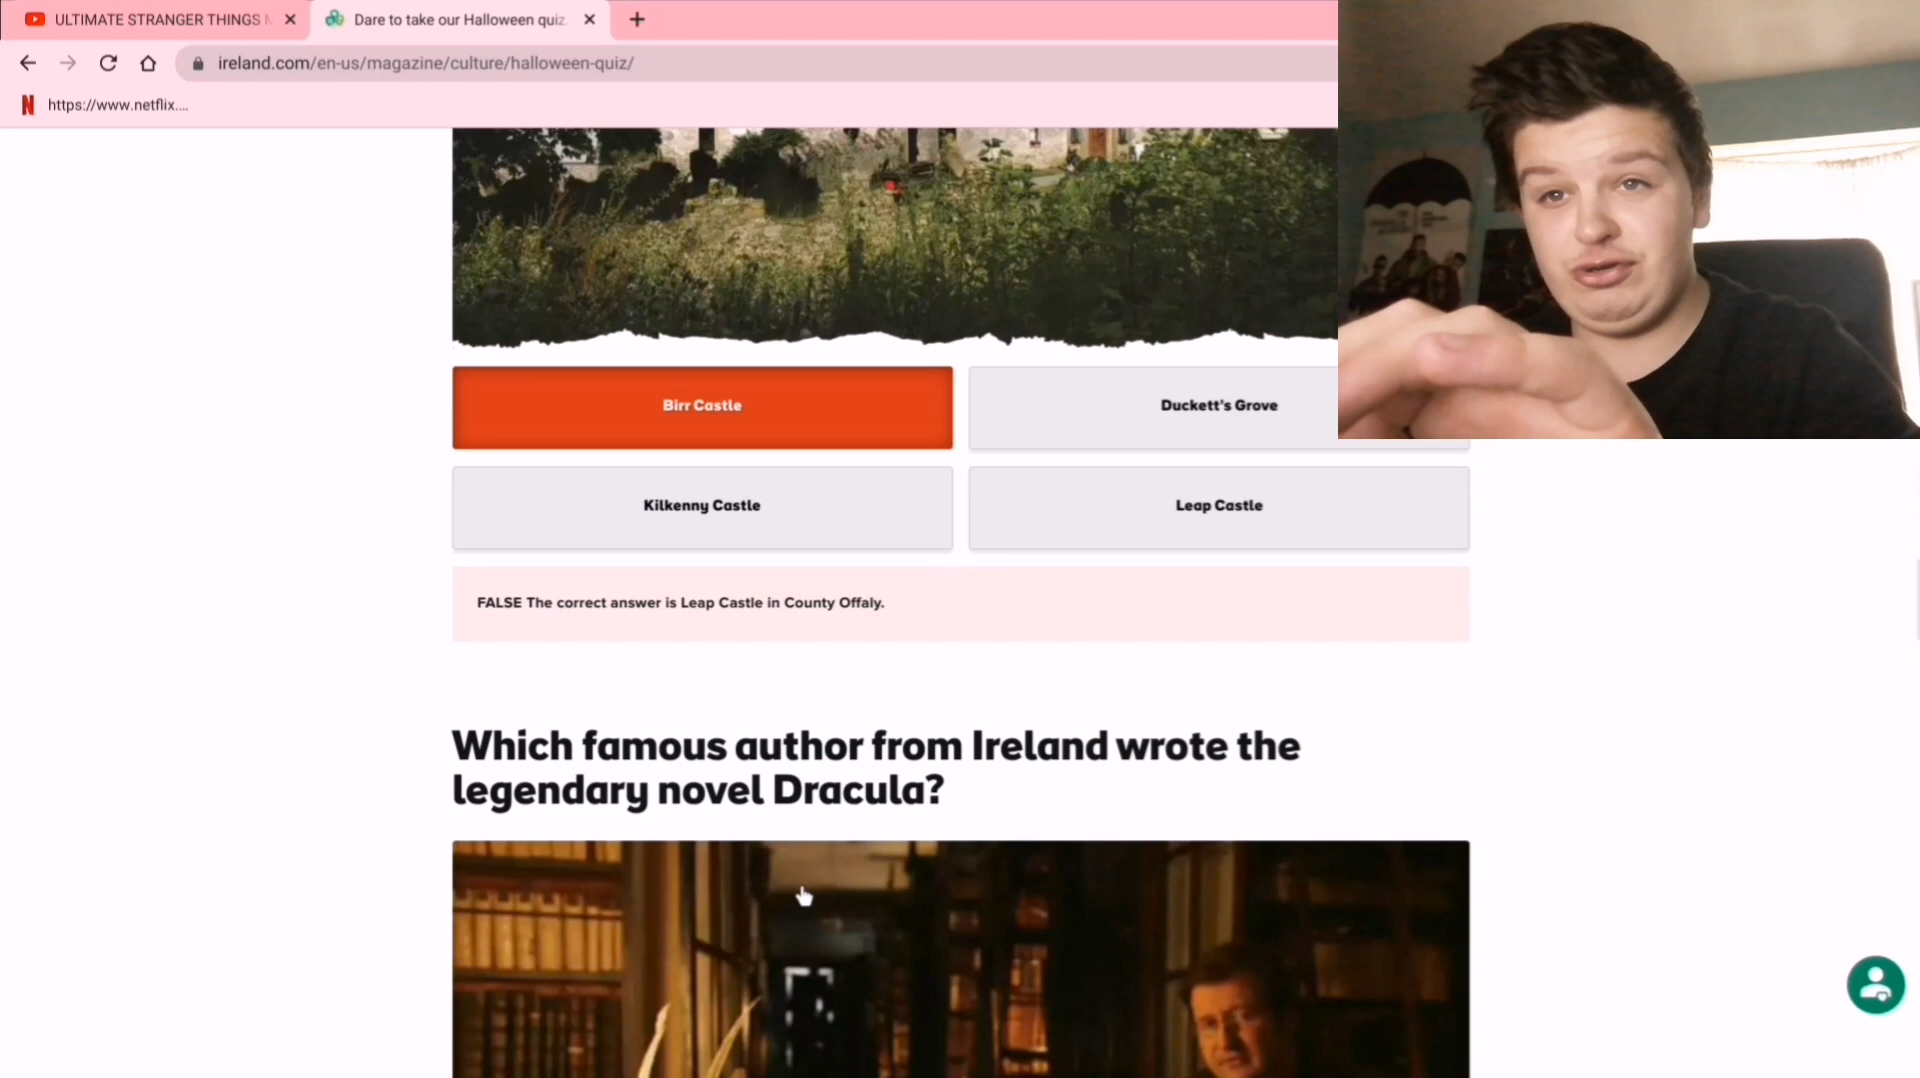 ULTIMATE STRANGER THINGS
Dare to take our Halloween quiz
ireland.com/en-us/magazine/culture/halloween-quiz/
N https://www.netflix....
Birr Castle
Duckett's Grove
Kilkenny Castle
Leap Castle
FALSE The correct answer is Leap Castle in County Offaly.
Which famous author from Ireland wrote the
legendary novel Dracula?